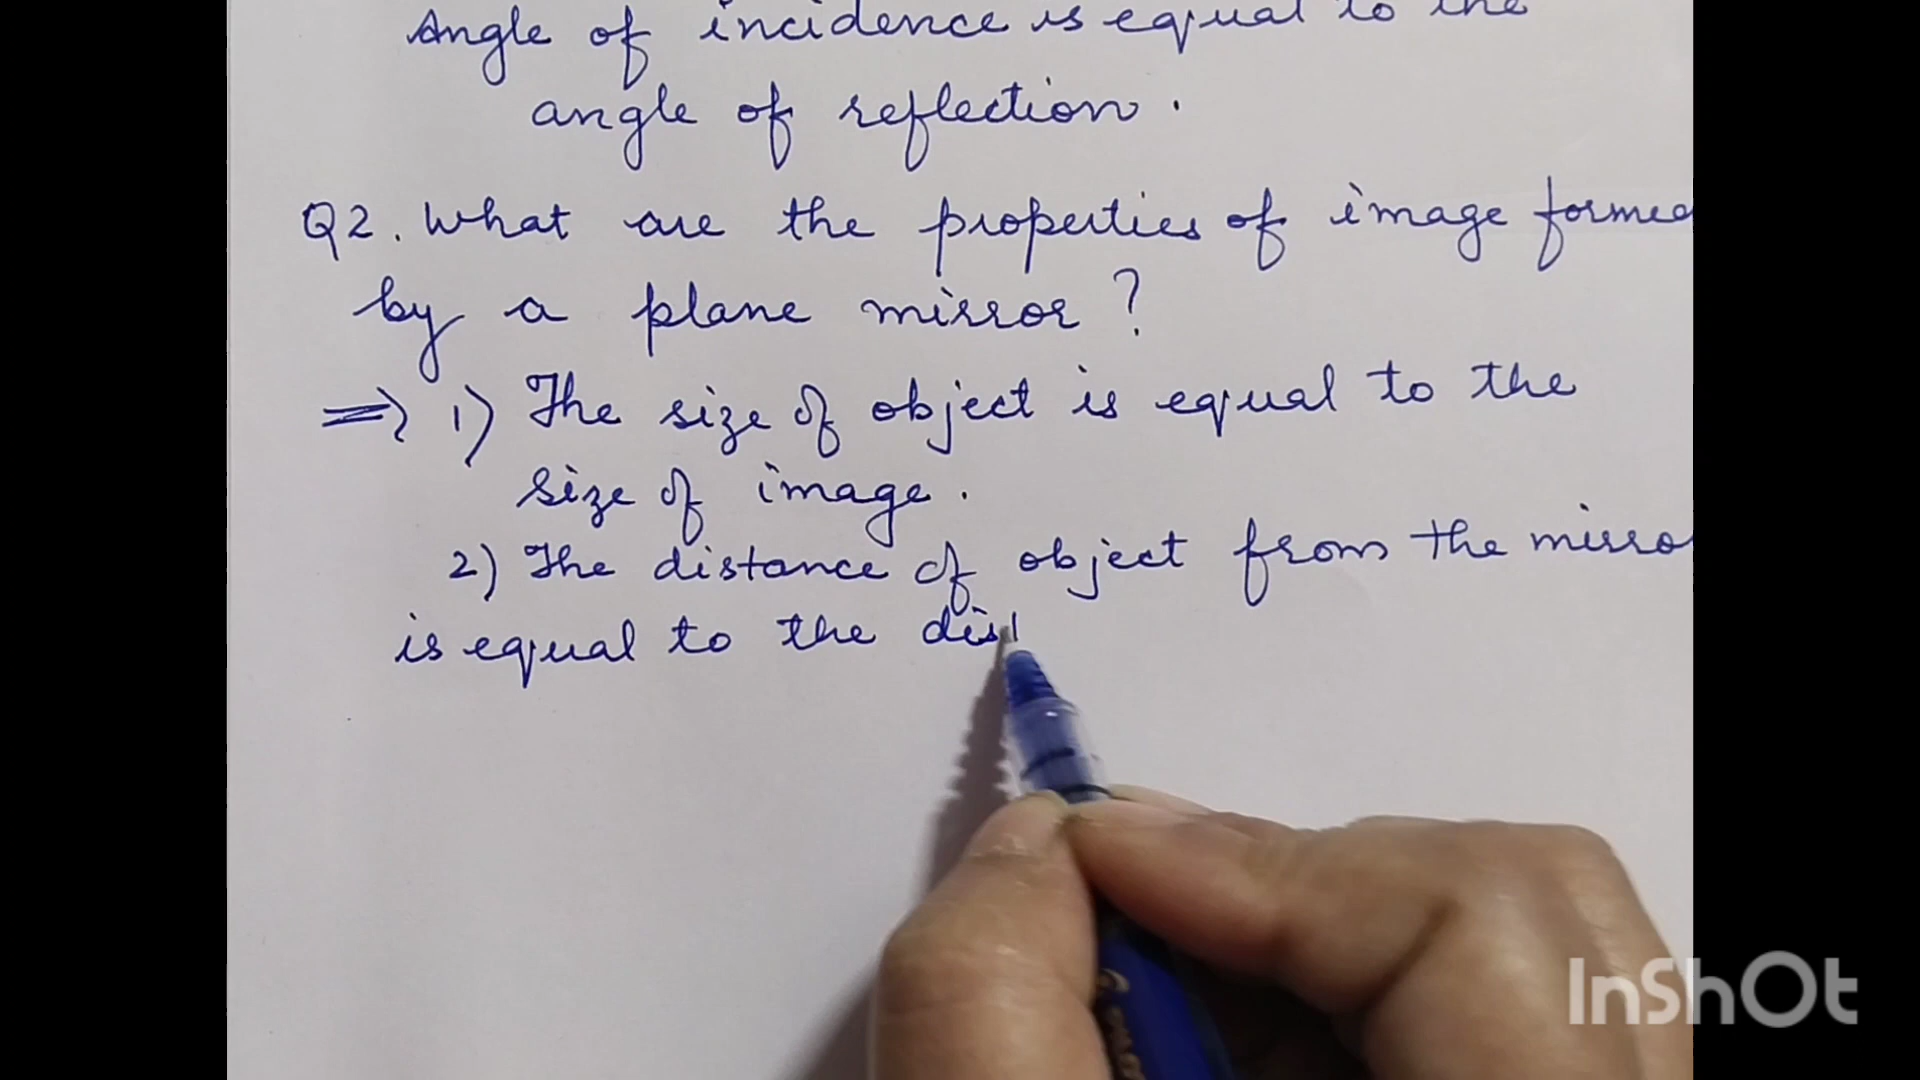 Angle of incidence is equal to the
angle of reflection.
Q2. What are the properties of image formed
by a plane mirror?
⇒ 1) The size of object is equal to the
size of image.
2) The distance of object from the mirro
is equal to the dist
InShOt